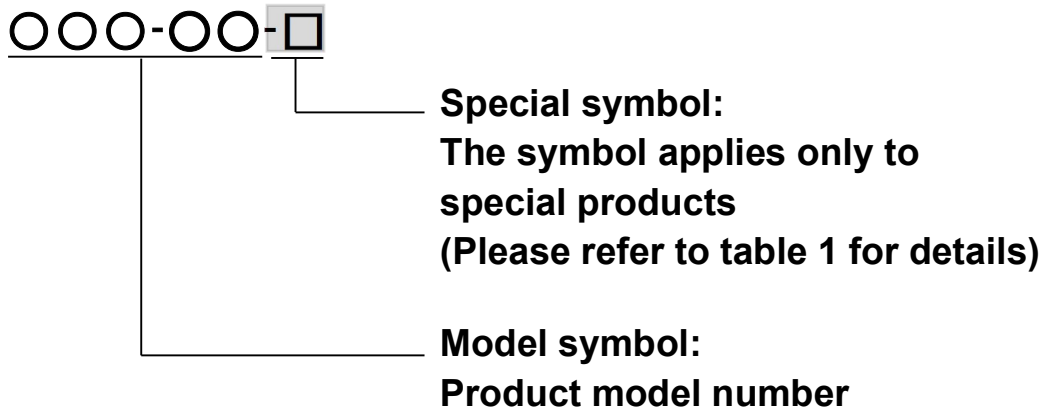 ○○○-○○-□
Special symbol:
The symbol applies only to
special products
(Please refer to table 1 for details)
Model symbol:
Product model number